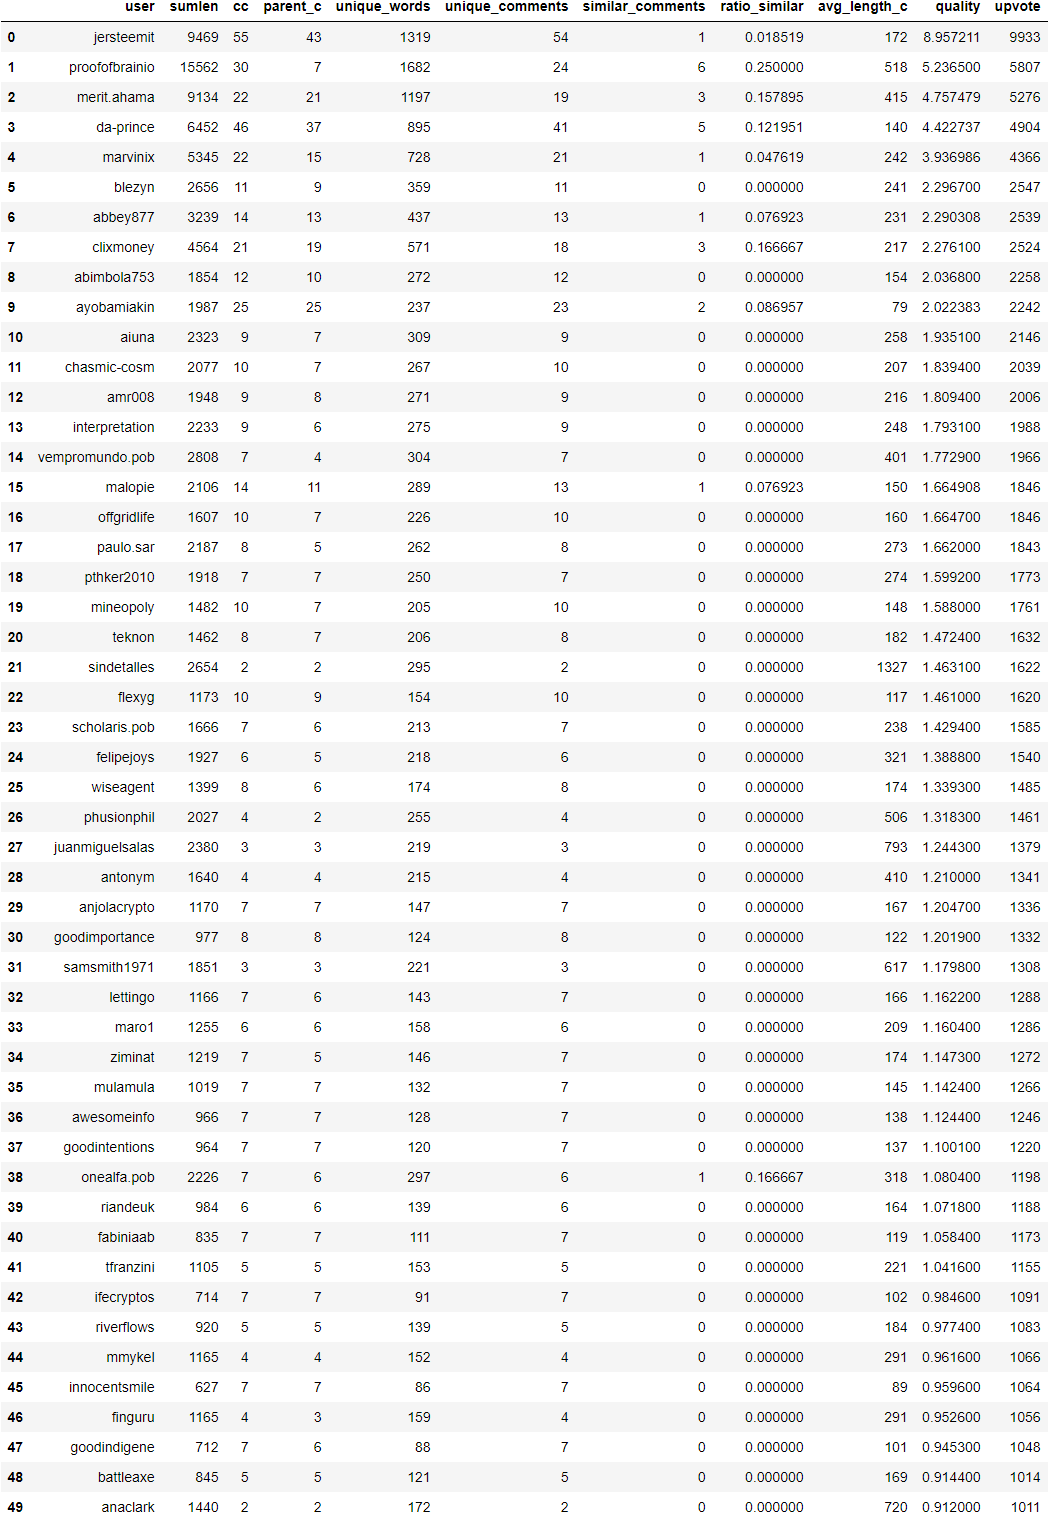 user sumlen cc parent_c unique_words unique_comments similar_comments ratio_similar avg_length_c quality upvote
0 jersteemit 9469 55 43 1319 54 1 0.018519 172 8.957211 9933
1 proofofbrainio 15562 30 7 1682 24 6 0.250000 518 5.236500 5807
2 merit.ahama 9134 22 21 1197 19 3 0.157895 415 4.757479 5276
3 da-prince 6452 46 37 895 41 5 0.121951 140 4.422737 4904
4 marvinix 5345 22 15 728 21 1 0.047619 242 3.936986 4366
5 blezyn 2656 11 9 359 11 0 0.000000 241 2.296700 2547
6 abbey877 3239 14 13 437 13 1 0.076923 231 2.290308 2539
7 clixmoney 4564 21 19 571 18 3 0.166667 217 2.276100 2524
8 abimbola753 1854 12 10 272 12 0 0.000000 154 2.036800 2258
9 ayobamiakin 1987 25 25 237 23 2 0.086957 79 2.022383 2242
10 aiuna 2323 9 7 309 9 0 0.000000 258 1.935100 2146
11 chasmic-cosm 2077 10 7 267 10 0 0.000000 207 1.839400 2039
12 amr008 1948 9 8 271 9 0 0.000000 216 1.809400 2006
13 interpretation 2233 9 6 275 9 0 0.000000 248 1.793100 1988
14 vempromundo.pob 2808 7 4 304 7 0 0.000000 401 1.772900 1966
15 malopie 2106 14 11 289 13 1 0.076923 150 1.664908 1846
16 offgridlife 1607 10 7 226 10 0 0.000000 160 1.664700 1846
17 paulo.sar 2187 8 5 262 8 0 0.000000 273 1.662000 1843
18 pthker2010 1918 7 7 250 7 0 0.000000 274 1.599200 1773
19 mineopoly 1482 10 7 205 10 0 0.000000 148 1.588000 1761
20 teknon 1462 8 7 206 8 0 0.000000 182 1.472400 1632
21 sindetalles 2654 2 2 295 2 0 0.000000 1327 1.463100 1622
22 flexyg 1173 10 9 154 10 0 0.000000 117 1.461000 1620
23 scholaris.pob 1666 7 6 213 7 0 0.000000 238 1.429400 1585
24 felipejoys 1927 6 5 218 6 0 0.000000 321 1.388800 1540
25 wiseagent 1399 8 6 174 8 0 0.000000 174 1.339300 1485
26 phusionphil 2027 4 2 255 4 0 0.000000 506 1.318300 1461
27 juanmiguelsalas 2380 3 3 219 3 0 0.000000 793 1.244300 1379
28 antonym 1640 4 4 215 4 0 0.000000 410 1.210000 1341
29 anjolacrypto 1170 7 7 147 7 0 0.000000 167 1.204700 1336
30 goodimportance 977 8 8 124 8 0 0.000000 122 1.201900 1332
31 samsmith1971 1851 3 3 221 3 0 0.000000 617 1.179800 1308
32 lettingo 1166 7 6 143 7 0 0.000000 166 1.162200 1288
33 maro1 1255 6 6 158 6 0 0.000000 209 1.160400 1286
34 ziminat 1219 7 5 146 7 0 0.000000 174 1.147300 1272
35 mulamula 1019 7 7 132 7 0 0.000000 145 1.142400 1266
36 awesomeinfo 966 7 7 128 7 0 0.000000 138 1.124400 1246
37 goodintentions 964 7 7 120 7 0 0.000000 137 1.100100 1220
38 onealfa.pob 2226 7 6 297 6 1 0.166667 318 1.080400 1198
39 riandeuk 984 6 6 139 6 0 0.000000 164 1.071800 1188
40 fabiniaab 835 7 7 111 7 0 0.000000 119 1.058400 1173
41 tfranzini 1105 5 5 153 5 0 0.000000 221 1.041600 1155
42 ifecryptos 714 7 7 91 7 0 0.000000 102 0.984600 1091
43 riverflows 920 5 5 139 5 0 0.000000 184 0.977400 1083
44 mmykel 1165 4 4 152 4 0 0.000000 291 0.961600 1066
45 innocentsmile 627 7 7 86 7 0 0.000000 89 0.959600 1064
46 finguru 1165 4 3 159 4 0 0.000000 291 0.952600 1056
47 goodindigene 712 7 6 88 7 0 0.000000 101 0.945300 1048
48 battleaxe 845 5 5 121 5 0 0.000000 169 0.914400 1014
49 anaclark 1440 2 2 172 2 0 0.000000 720 0.912000 1011